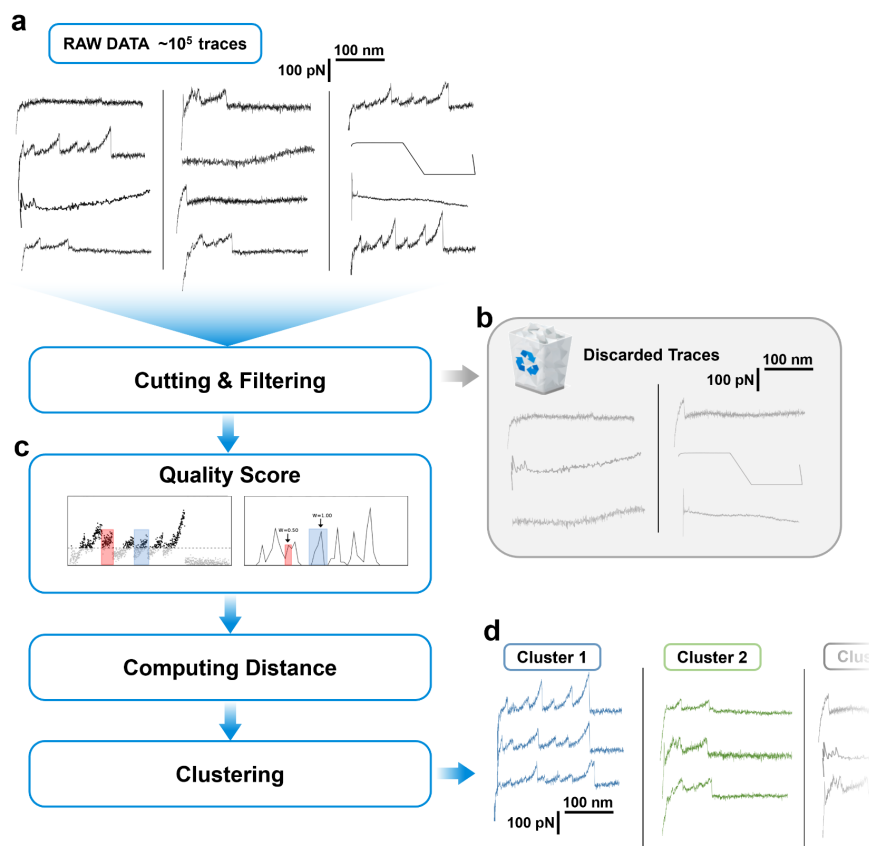 a
RAW DATA ~10⁵ traces
100 nm
100 pN
Cutting & Filtering
b
Discarded Traces
100 nm
100 pN
c
Quality Score
W=0.50
W=1.00
Computing Distance
Clustering
d
Cluster 1
Cluster 2
Clus
100 nm
100 pN